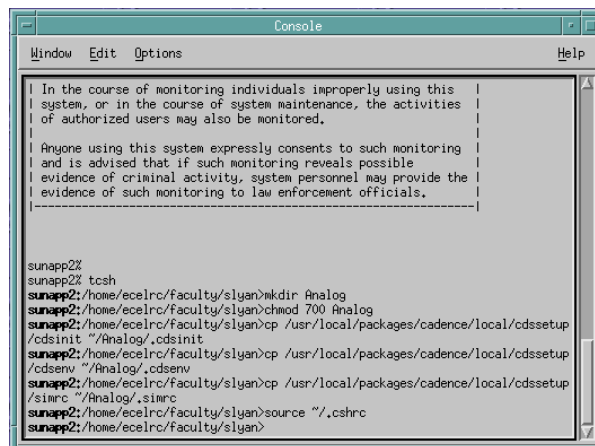 Console
Window Edit Options Help
| In the course of monitoring individuals improperly using this |
| system, or in the course of system maintenance, the activities |
| of authorized users may also be monitored. |
| |
| Anyone using this system expressly consents to such monitoring |
| and is advised that if such monitoring reveals possible |
| evidence of criminal activity, system personnel may provide the |
| evidence of such monitoring to law enforcement officials. |
|-----------------------------------------------------------------|
sunapp2%
sunapp2% tcsh
sunapp2:/home/ecelrc/faculty/slyan>mkdir Analog
sunapp2:/home/ecelrc/faculty/slyan>chmod 700 Analog
sunapp2:/home/ecelrc/faculty/slyan>cp /usr/local/packages/cadence/local/cdssetup
/cdsinit ~/Analog/.cdsinit
sunapp2:/home/ecelrc/faculty/slyan>cp /usr/local/packages/cadence/local/cdssetup
/cdsenv ~/Analog/.cdsenv
sunapp2:/home/ecelrc/faculty/slyan>cp /usr/local/packages/cadence/local/cdssetup
/simrc ~/Analog/.simrc
sunapp2:/home/ecelrc/faculty/slyan>source ~/.cshrc
sunapp2:/home/ecelrc/faculty/slyan>